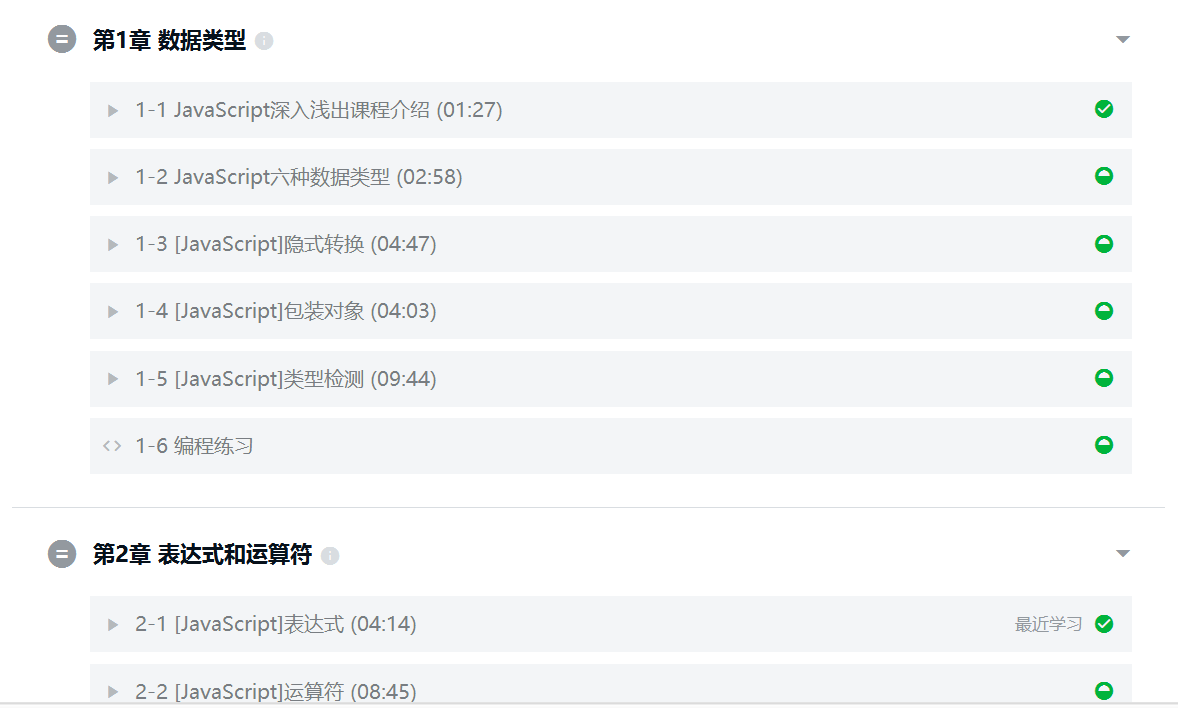 第1章 数据类型
1-1 JavaScript深入浅出课程介绍 (01:27)
1-2 JavaScript六种数据类型 (02:58)
1-3 [JavaScript]隐式转换 (04:47)
1-4 [JavaScript]包装对象 (04:03)
1-5 [JavaScript]类型检测 (09:44)
1-6 编程练习
第2章 表达式和运算符
2-1 [JavaScript]表达式 (04:14) 最近学习
2-2 [JavaScript]运算符 (08:45)